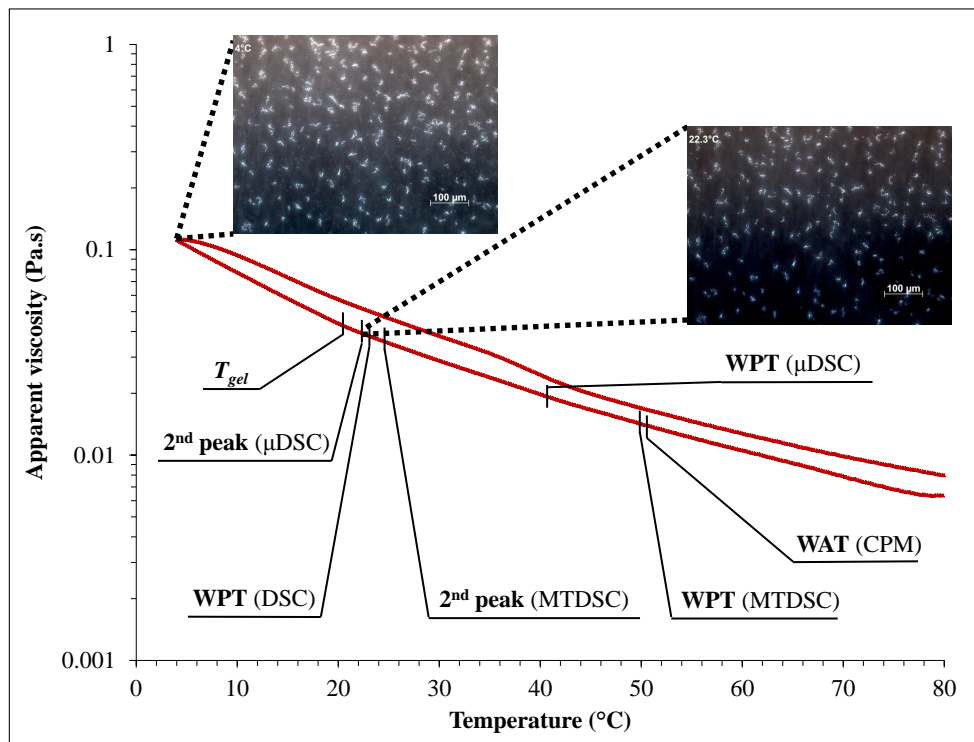 1
4°C
22.3°C
100 µm
100 µm
0.1
Apparent viscosity (Pa.s)
WPT (µDSC)
Tgel
2nd peak (µDSC)
0.01
WAT (CPM)
WPT (DSC)
2nd peak (MTDSC)
WPT (MTDSC)
0.001
0 10 20 30 40 50 60 70 80
Temperature (°C)